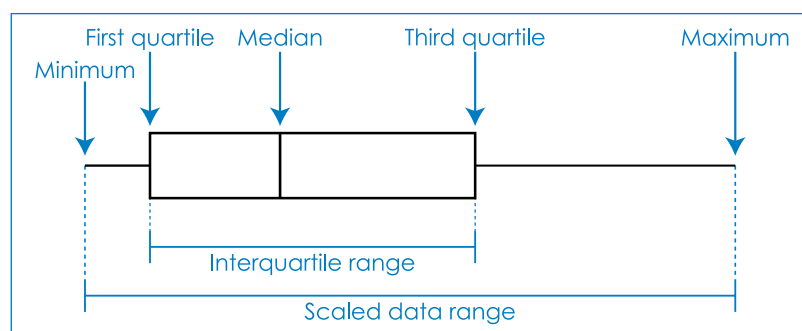 First quartile
Median
Third quartile
Maximum
Minimum
Interquartile range
Scaled data range